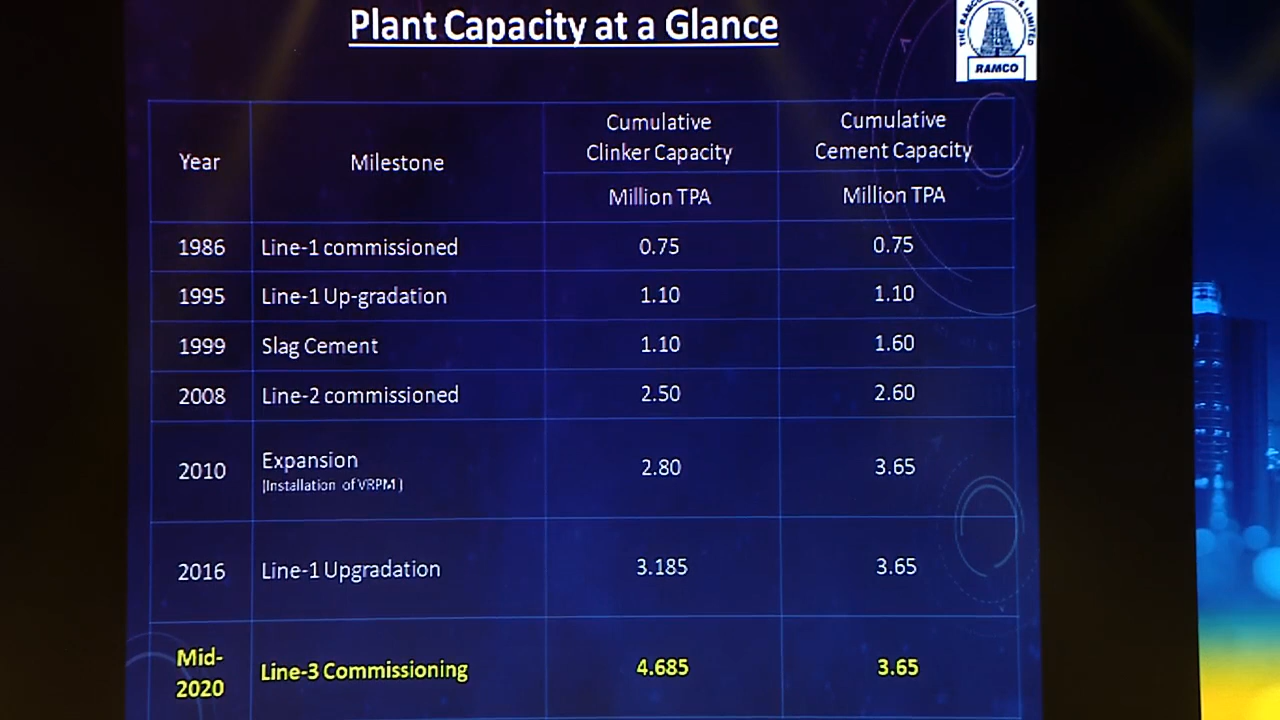 Plant Capacity at a Glance
RAMCO
Year
Milestone
Cumulative
Clinker Capacity
Cumulative
Cement Capacity
Million TPA
Million TPA
1986 Line-1 commissioned 0.75 0.75
1995 Line-1 Up-gradation 1.10 1.10
1999 Slag Cement 1.10 1.60
2008 Line-2 commissioned 2.50 2.60
2010 Expansion 2.80 3.65
(Installation of VRPM )
2016 Line-1 Upgradation 3.185 3.65
Mid-
2020 Line-3 Commissioning 4.685 3.65